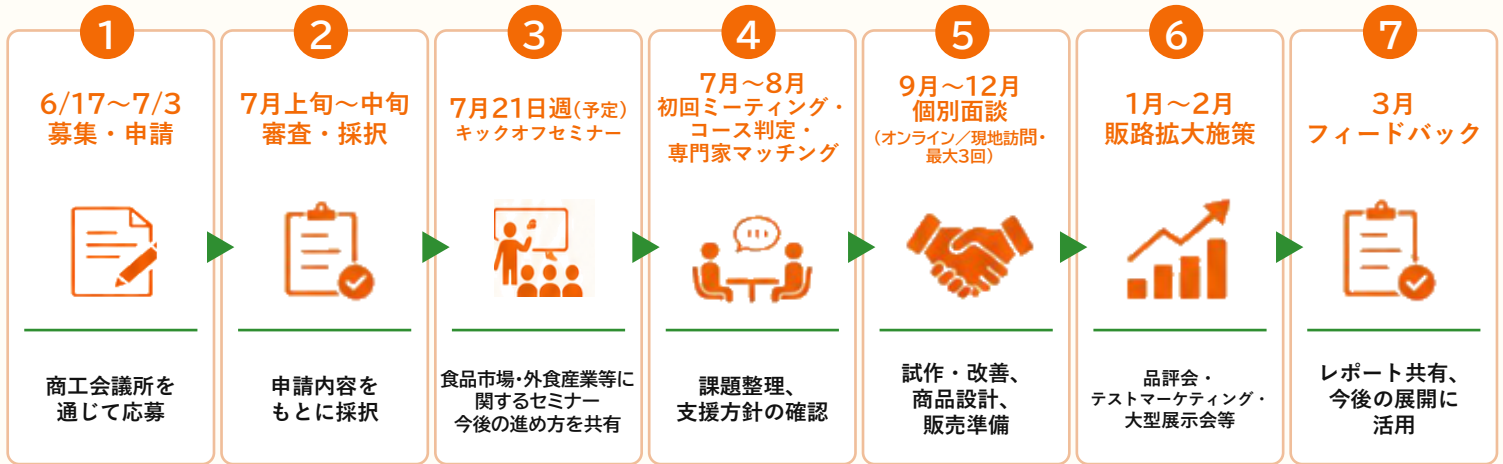 1
6/17～7/3
募集・申請
商工会議所を
通じて応募
2
7月上旬～中旬
審査・採択
申請内容を
もとに採択
3
7月21日週(予定)
キックオフセミナー
食品市場・外食産業等に
関するセミナー
今後の進め方を共有
4
7月～8月
初回ミーティング・
コース判定・
専門家マッチング
課題整理、
支援方針の確認
5
9月～12月
個別面談
(オンライン／現地訪問・
最大3回)
試作・改善、
商品設計、
販売準備
6
1月～2月
販路拡大施策
品評会・
テストマーケティング・
大型展示会等
7
3月
フィードバック
レポート共有、
今後の展開に
活用